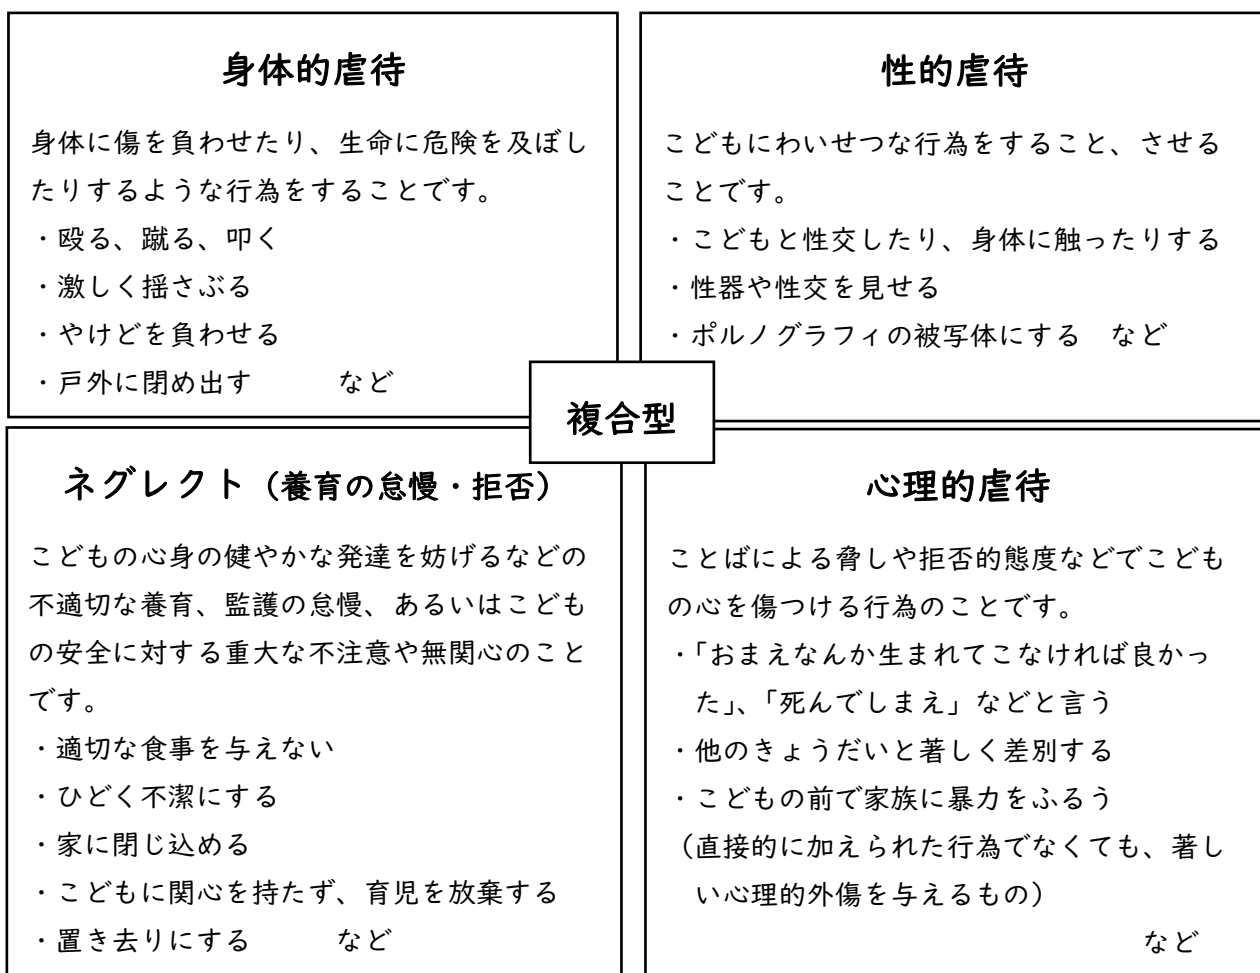 身体的虐待
身体に傷を負わせたり、生命に危険を及ぼし
たりするような行為をすることです。
・殴る、蹴る、叩く
・激しく揺さぶる
・やけどを負わせる
・戸外に閉め出す　　　など
性的虐待
こどもにわいせつな行為をすること、させる
ことです。
・こどもと性交したり、身体に触ったりする
・性器や性交を見せる
・ポルノグラフィの被写体にする　など
複合型
ネグレクト（養育の怠慢・拒否）
こどもの心身の健やかな発達を妨げるなどの
不適切な養育、監護の怠慢、あるいはこども
の安全に対する重大な不注意や無関心のこと
です。
・適切な食事を与えない
・ひどく不潔にする
・家に閉じ込める
・こどもに関心を持たず、育児を放棄する
・置き去りにする　　　など
心理的虐待
ことばによる脅しや拒否的態度などでこども
の心を傷つける行為のことです。
・「おまえなんか生まれてこなければ良かっ
た」、「死んでしまえ」などと言う
・他のきょうだいと著しく差別する
・こどもの前で家族に暴力をふるう
（直接的に加えられた行為でなくても、著し
い心理的外傷を与えるもの）
など